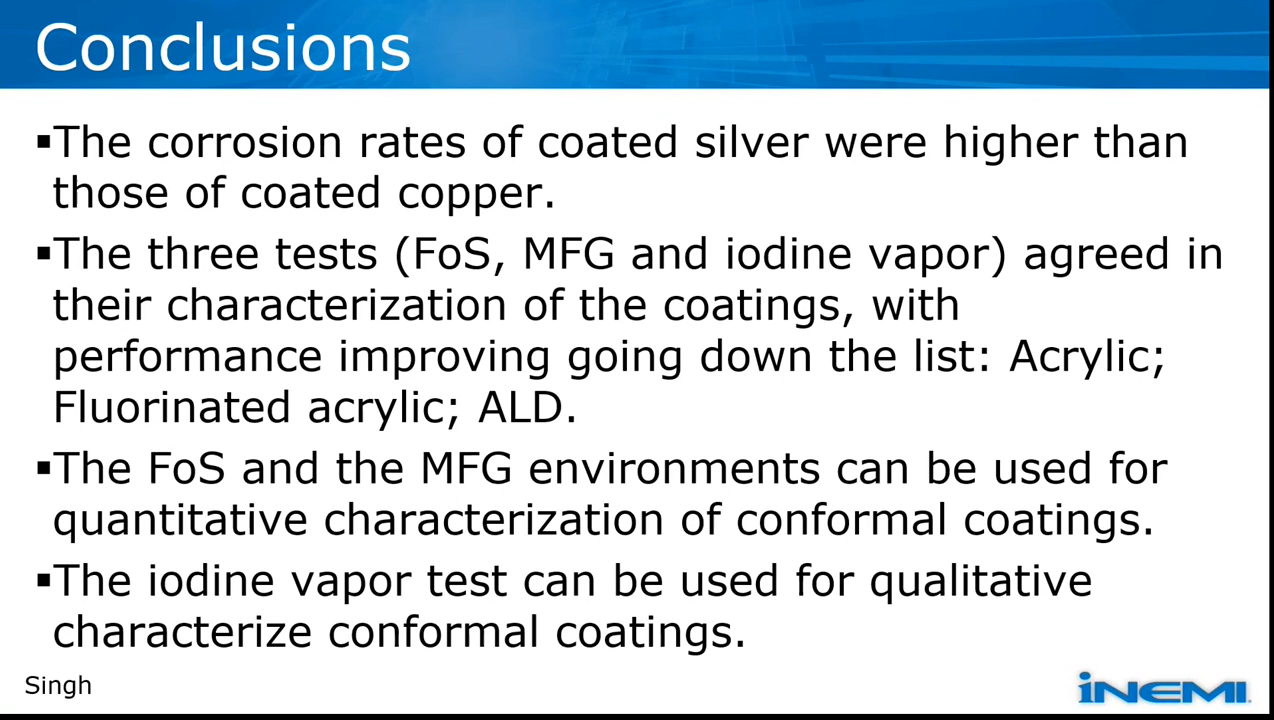 Conclusions
▪The corrosion rates of coated silver were higher than
those of coated copper.
▪The three tests (FoS, MFG and iodine vapor) agreed in
their characterization of the coatings, with
performance improving going down the list: Acrylic;
Fluorinated acrylic; ALD.
▪The FoS and the MFG environments can be used for
quantitative characterization of conformal coatings.
▪The iodine vapor test can be used for qualitative
characterize conformal coatings.
Singh
iNEMI.